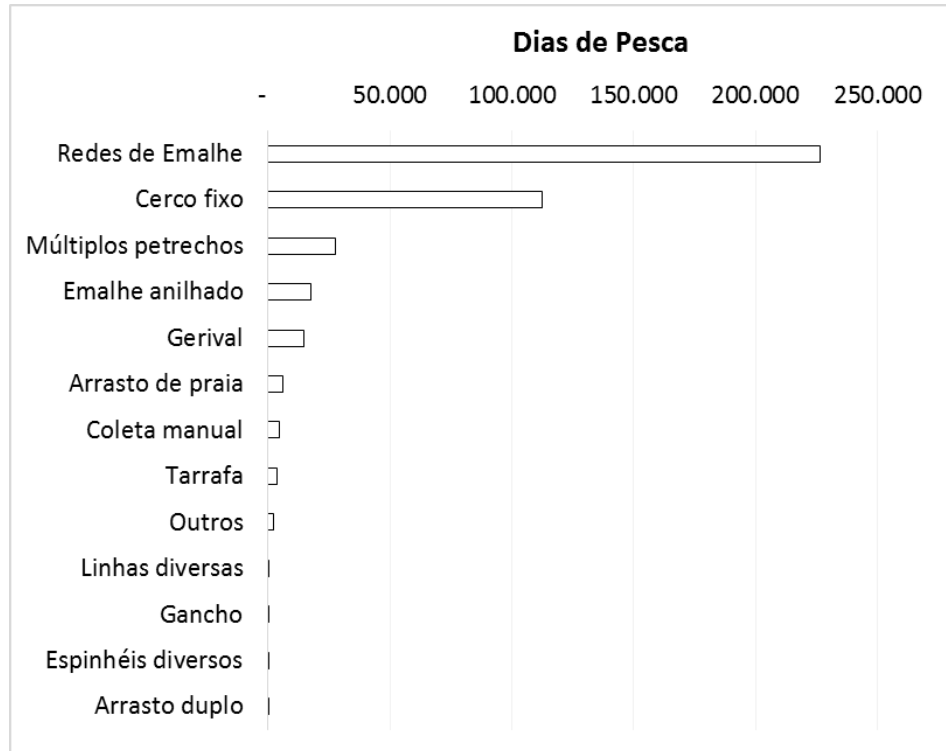 Dias de Pesca
- 50.000 100.000 150.000 200.000 250.000
Redes de Emalhe
Cerco fixo
Múltiplos petrechos
Emalhe anilhado
Gerival
Arrasto de praia
Coleta manual
Tarrafa
Outros
Linhas diversas
Gancho
Espinhéis diversos
Arrasto duplo